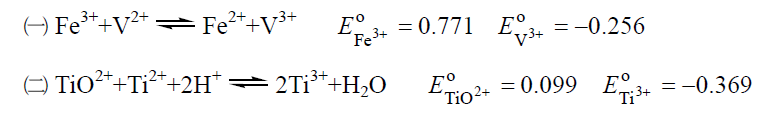 ㈠ Fe³⁺+V²⁺ ⇌ Fe²⁺+V³⁺ E°Fe³⁺ = 0.771 E°V³⁺ = −0.256
㈡ TiO²⁺+Ti²⁺+2H⁺ ⇌ 2Ti³⁺+H₂O E°TiO²⁺ = 0.099 E°Ti³⁺ = −0.369